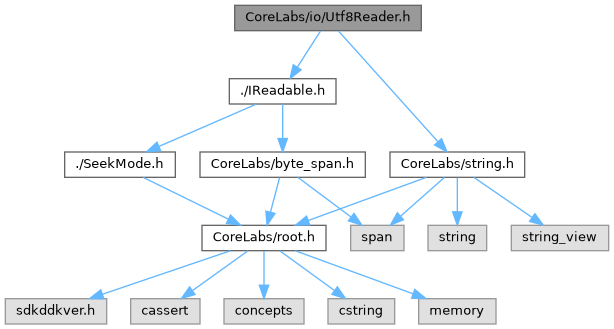 CoreLabs/io/Utf8Reader.h
./IReadable.h
./SeekMode.h
CoreLabs/byte_span.h
CoreLabs/string.h
CoreLabs/root.h
span
string
string_view
sdkddkver.h
cassert
concepts
cstring
memory